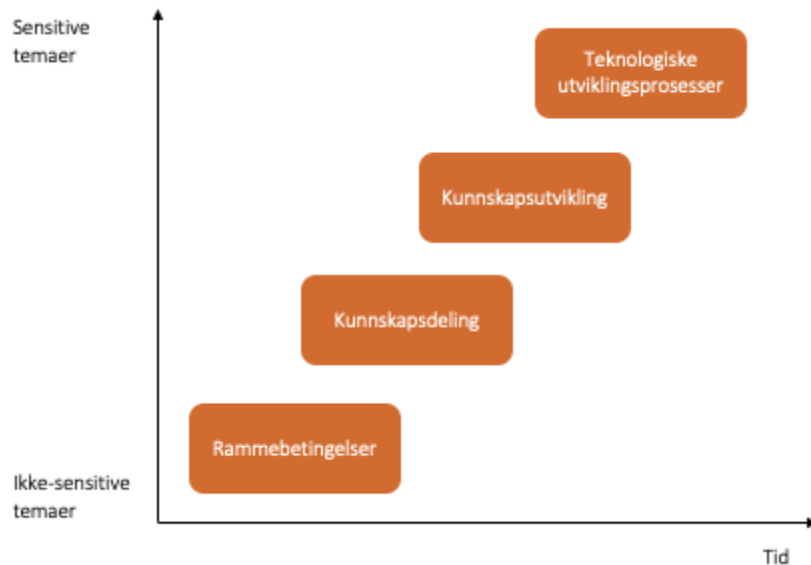 Sensitive
temaer
Teknologiske
utviklingsprosesser
Kunnskapsutvikling
Kunnskapsdeling
Rammebetingelser
Ikke-sensitive
temaer
Tid